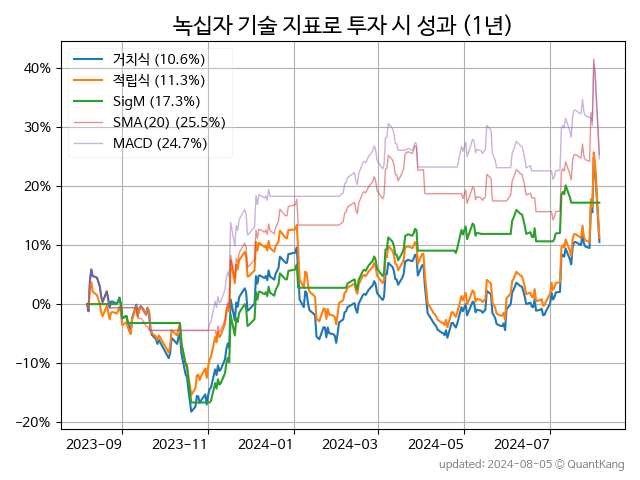 녹십자 기술 지표로 투자 시 성과 (1년)
거치식 (10.6%)
적립식 (11.3%)
SigM (17.3%)
SMA(20) (25.5%)
MACD (24.7%)
40%
30%
20%
10%
0%
−10%
−20%
2023-09 2023-11 2024-01 2024-03 2024-05 2024-07
updated: 2024-08-05 © QuantKang